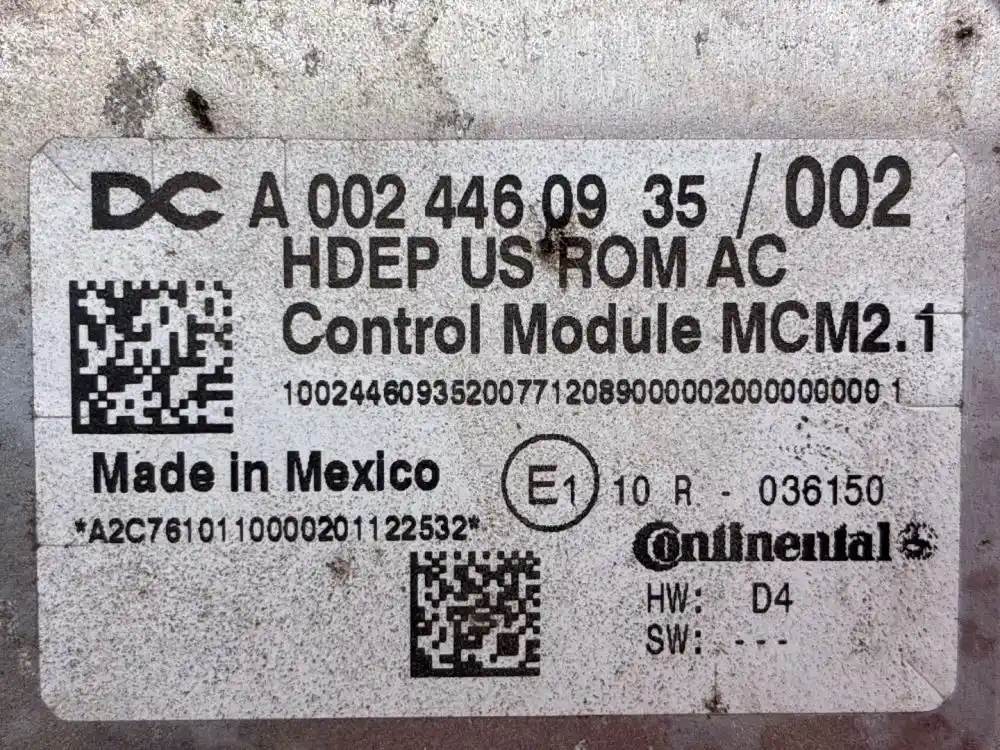 DC A 002 446 09 35 / 002
HDEP US ROM AC
Control Module MCM2.1
10024460935200771208900000200000000001
Made in Mexico
E1 10 R - 036150
*A2C7610110000201122532*
Continental
HW: D4
SW: ---